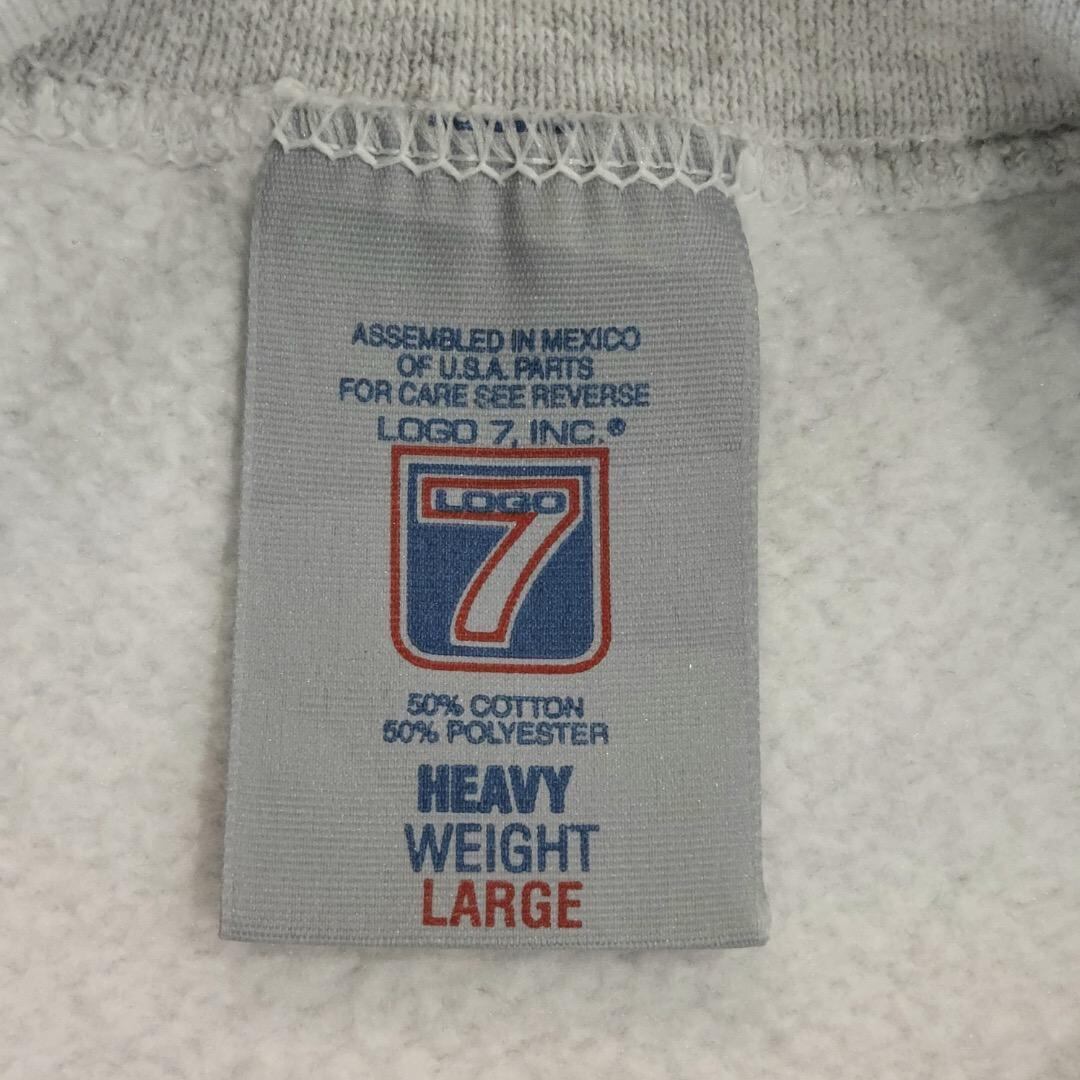 ASSEMBLED IN MEXICO
OF U.S.A. PARTS
FOR CARE SEE REVERSE
LOGO 7, INC.®
LOGO
7
50% COTTON
50% POLYESTER
HEAVY
WEIGHT
LARGE